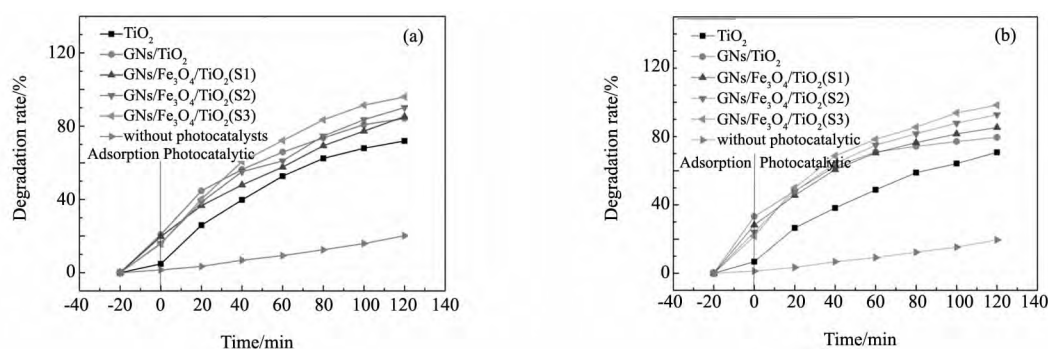 (a)
TiO₂
GNs/TiO₂
GNs/Fe₃O₄/TiO₂(S1)
GNs/Fe₃O₄/TiO₂(S2)
GNs/Fe₃O₄/TiO₂(S3)
without photocatalysts
Adsorption Photocatalytic
Degradation rate/%
120
80
40
0
-40 -20 0 20 40 60 80 100 120 140
Time/min
(b)
TiO₂
GNs/TiO₂
GNs/Fe₃O₄/TiO₂(S1)
GNs/Fe₃O₄/TiO₂(S2)
GNs/Fe₃O₄/TiO₂(S3)
without photocatalytic
Adsorption Photocatalytic
Degradation rate/%
120
80
40
0
-40 -20 0 20 40 60 80 100 120 140
Time/min